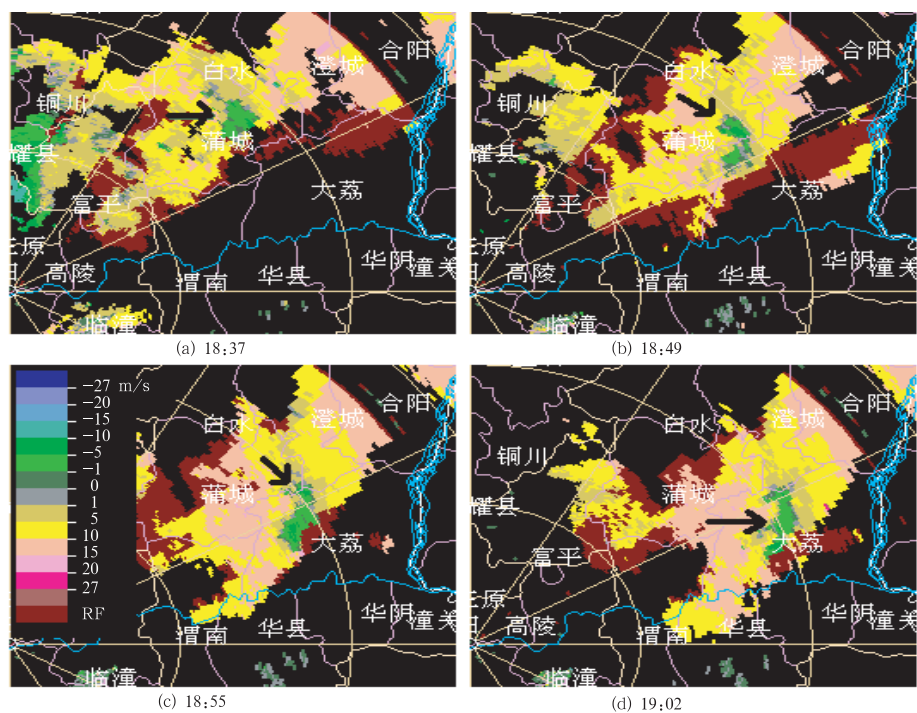 合阳
白水
澄城
铜川
蒲城
耀县
大荔
富平
原
华阴
潼关
高陵
华县
渭南
临潼
(a) 18:37
合阳
白水
澄城
铜川
蒲城
耀县
大荔
富平
原
华阴
潼关
高陵
华县
渭南
临潼
(b) 18:49
-27 m/s
-20
-15
-10
-5
-1
0
1
5
10
15
20
27
RF
合阳
白水
澄城
蒲城
大荔
华阴
潼关
华县
渭南
临潼
(c) 18:55
合阳
白水
澄城
铜川
蒲城
耀县
大荔
富平
原
华阴
潼关
高陵
华县
渭南
临潼
(d) 19:02